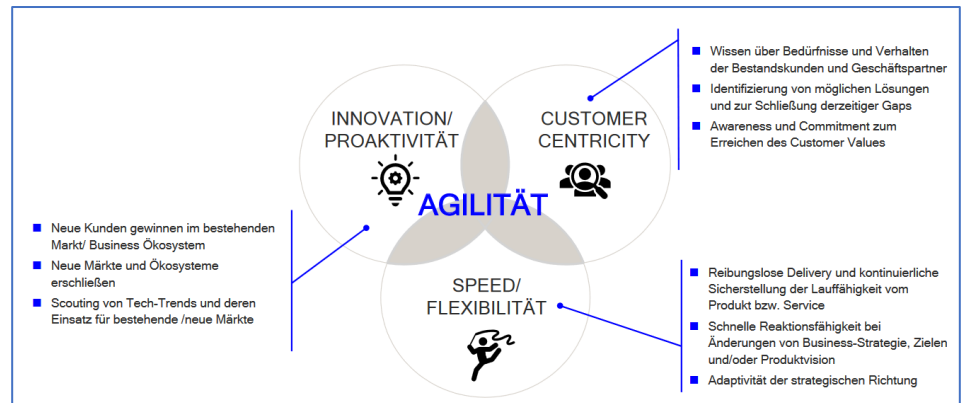 Wissen über Bedürfnisse und Verhalten
der Bestandskunden und Geschäftspartner
Identifizierung von möglichen Lösungen
und zur Schließung derzeitiger Gaps
Awareness und Commitment zum
Erreichen des Customer Values
INNOVATION/
PROAKTIVITÄT
CUSTOMER
CENTRICITY
AGILITÄT
Neue Kunden gewinnen im bestehenden
Markt/ Business Ökosystem
Neue Märkte und Ökosysteme
erschließen
Scouting von Tech-Trends und deren
Einsatz für bestehende /neue Märkte
SPEED/
FLEXIBILITÄT
Reibungslose Delivery und kontinuierliche
Sicherstellung der Lauffähigkeit vom
Produkt bzw. Service
Schnelle Reaktionsfähigkeit bei
Änderungen von Business-Strategie, Zielen
und/oder Produktvision
Adaptivität der strategischen Richtung